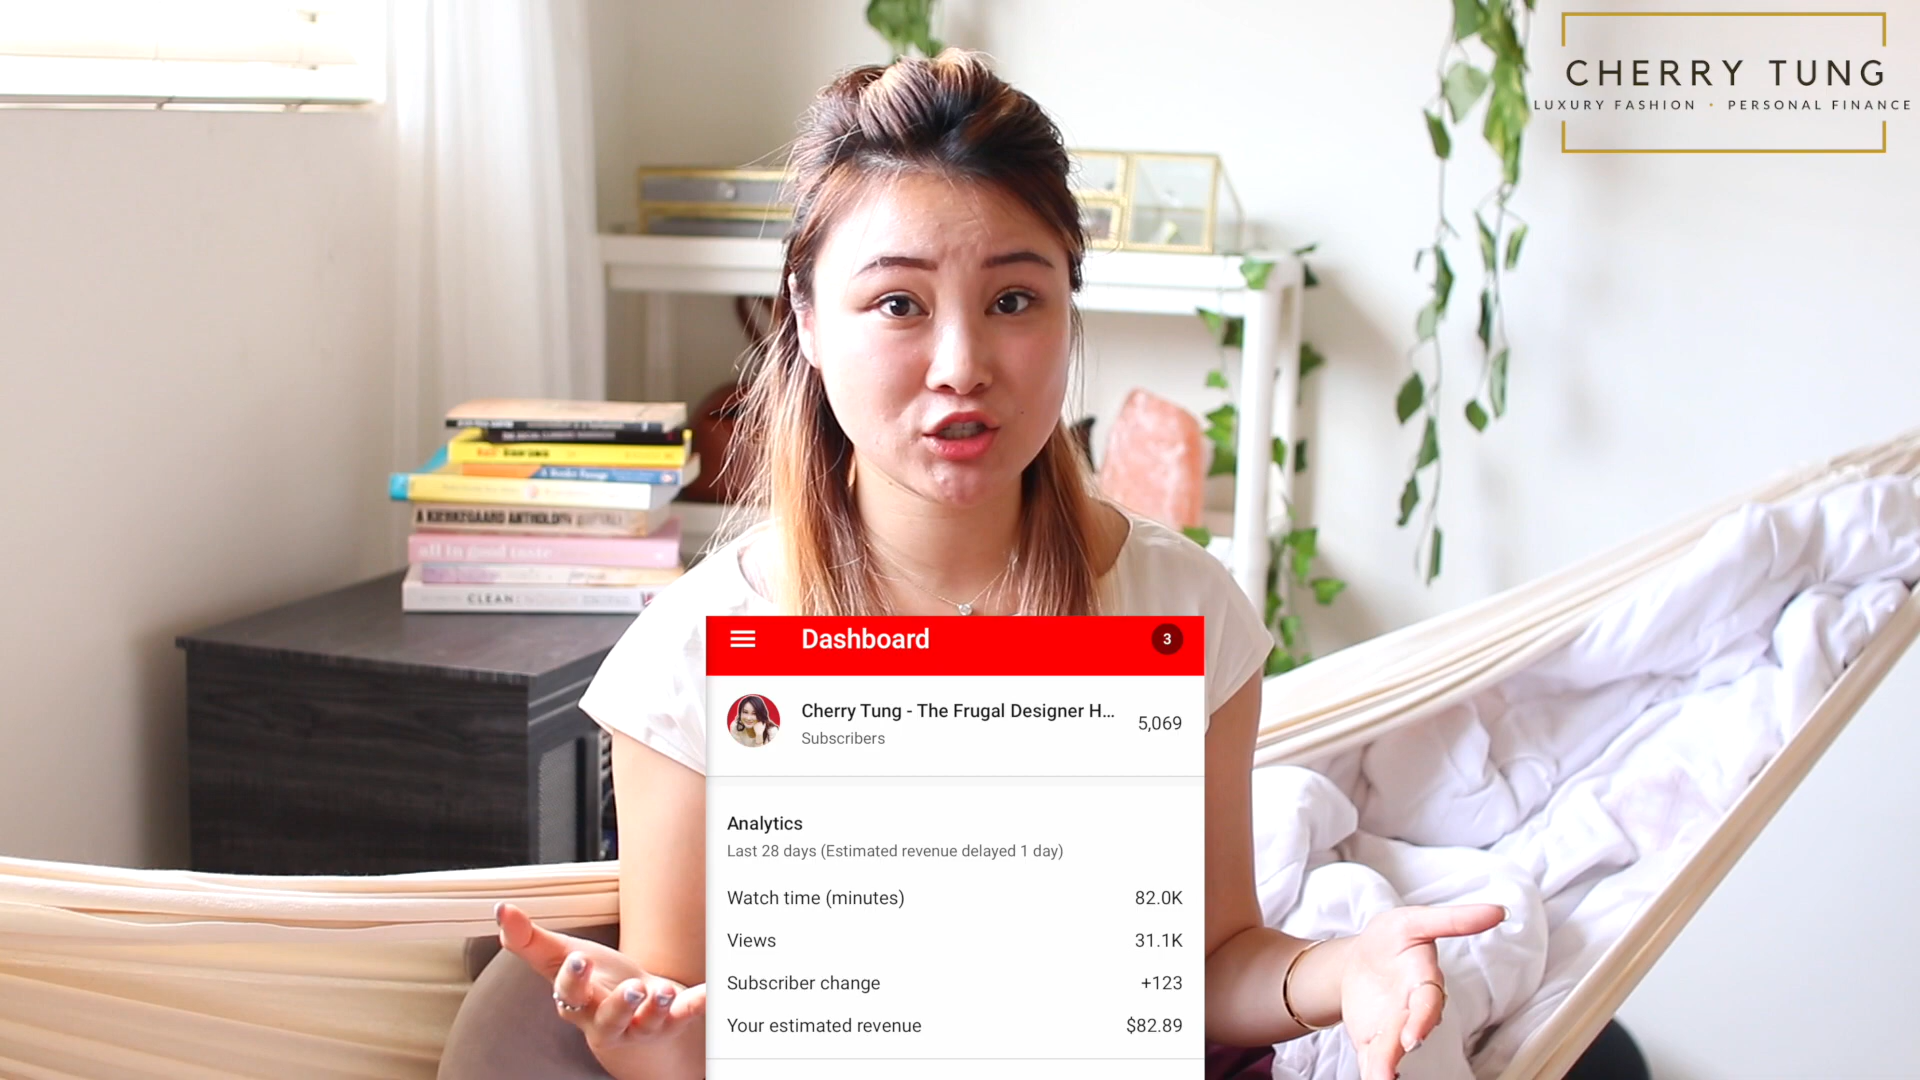 CHERRY TUNG
LUXURY FASHION • PERSONAL FINANCE
A KIERKEGAARD ANTHOLOGY
all in good taste
CLEAN
Dashboard
3
Cherry Tung - The Frugal Designer H...
5,069
Subscribers
Analytics
Last 28 days (Estimated revenue delayed 1 day)
Watch time (minutes)
82.0K
Views
31.1K
Subscriber change
+123
Your estimated revenue
$82.89